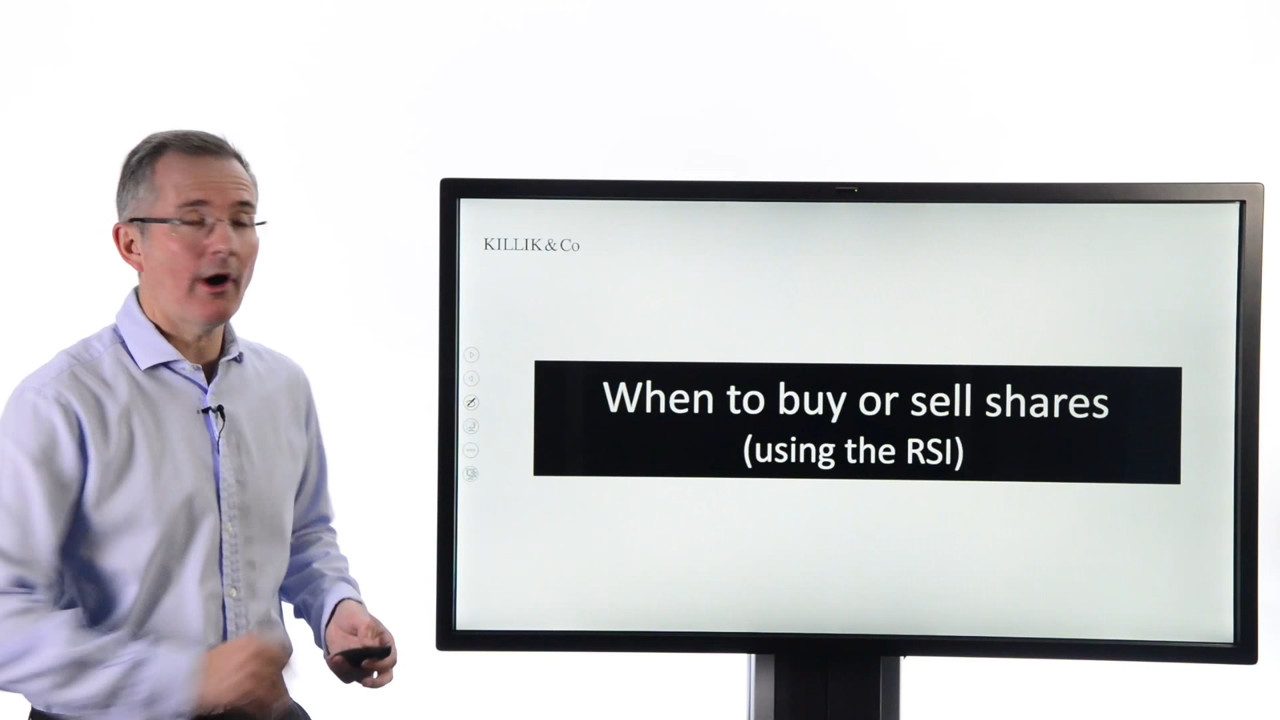 KILLIK & Co
When to buy or sell shares
(using the RSI)